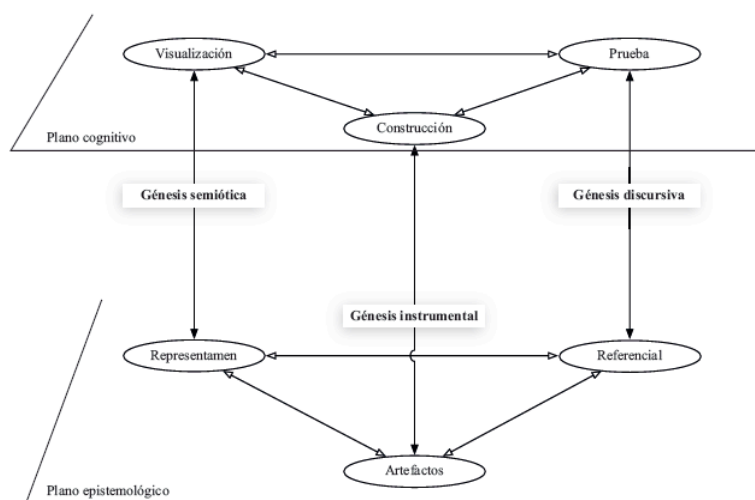 Visualización
Prueba
Construcción
Plano cognitivo
Génesis semiótica
Génesis discursiva
Génesis instrumental
Representamen
Referencial
Artefactos
Plano epistemológico